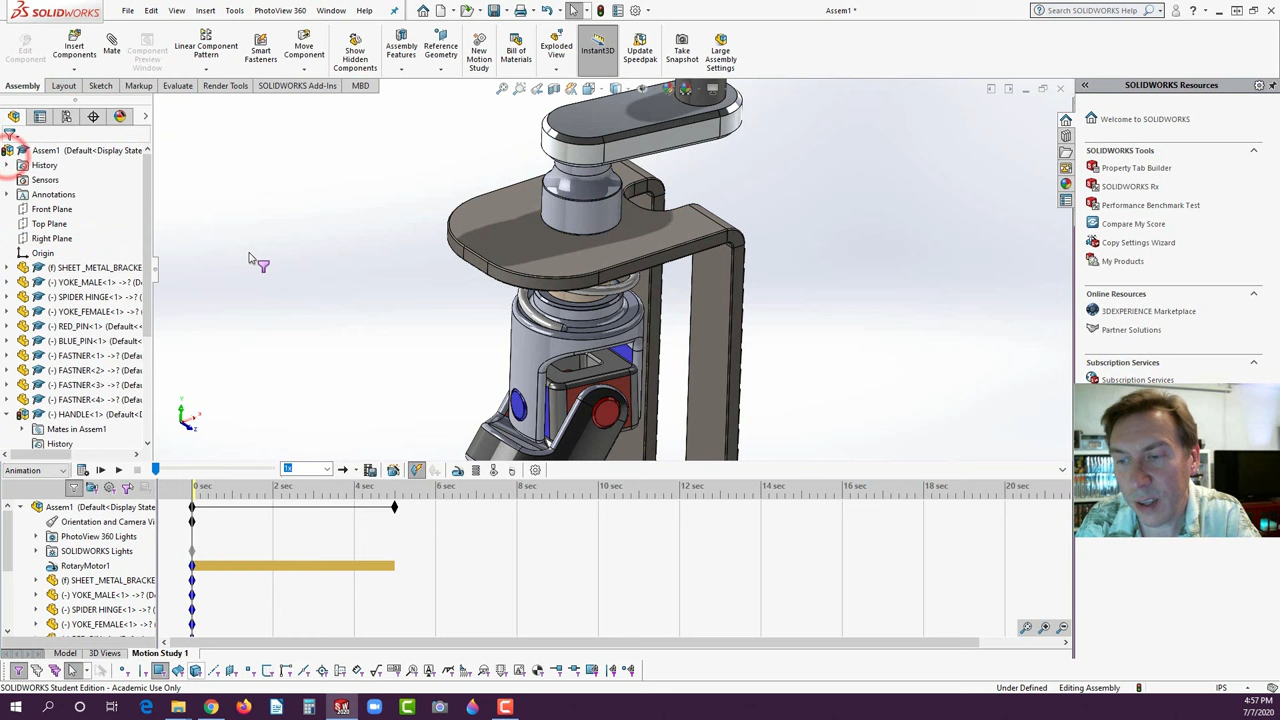 SOLIDWORKS
File Edit View Insert Tools PhotoView 360 Window Help
Assem1 *
Search SOLIDWORKS Help
Edit Component
Insert Components
Mate
Component Preview Window
Linear Component Pattern
Smart Fasteners
Move Component
Show Hidden Components
Assembly Features
Reference Geometry
New Motion Study
Bill of Materials
Exploded View
Instant3D
Update Speedpak
Take Snapshot
Large Assembly Settings
Assembly Layout Sketch Markup Evaluate Render Tools SOLIDWORKS Add-Ins MBD
Assem1 (Default<Display State
History
Sensors
Annotations
Front Plane
Top Plane
Right Plane
Origin
(f) SHEET _METAL_BRACKE
(-) YOKE_MALE<1> ->? (De
(-) SPIDER HINGE<1> ->? (
(-) YOKE_FEMALE<1> ->? (
(-) RED_PIN<1> (Default<
(-) BLUE_PIN<1> (Default
(-) FASTNER<1> ->? (Defa
(-) FASTNER<2> ->? (Defa
(-) FASTNER<3> ->? (Defa
(-) FASTNER<4> ->? (Defa
(-) HANDLE<1> (Default<D
Mates in Assem1
History
SOLIDWORKS Resources
Welcome to SOLIDWORKS
SOLIDWORKS Tools
Property Tab Builder
SOLIDWORKS Rx
Performance Benchmark Test
Compare My Score
Copy Settings Wizard
My Products
Online Resources
3DEXPERIENCE Marketplace
Partner Solutions
Subscription Services
Subscription Services
Animation
1x
0 sec 2 sec 4 sec 6 sec 8 sec 10 sec 12 sec 14 sec 16 sec 18 sec 20 sec
Assem1 (Default<Display State
Orientation and Camera Vi
PhotoView 360 Lights
SOLIDWORKS Lights
RotaryMotor1
(f) SHEET_METAL_BRACKE
(-) YOKE_MALE<1> ->? (D
(-) SPIDER HINGE<1> ->? (
(-) YOKE_FEMALE<1> ->? (
Model 3D Views Motion Study 1
SOLIDWORKS Student Edition - Academic Use Only
Under Defined Editing Assembly IPS
4:57 PM
7/7/2020